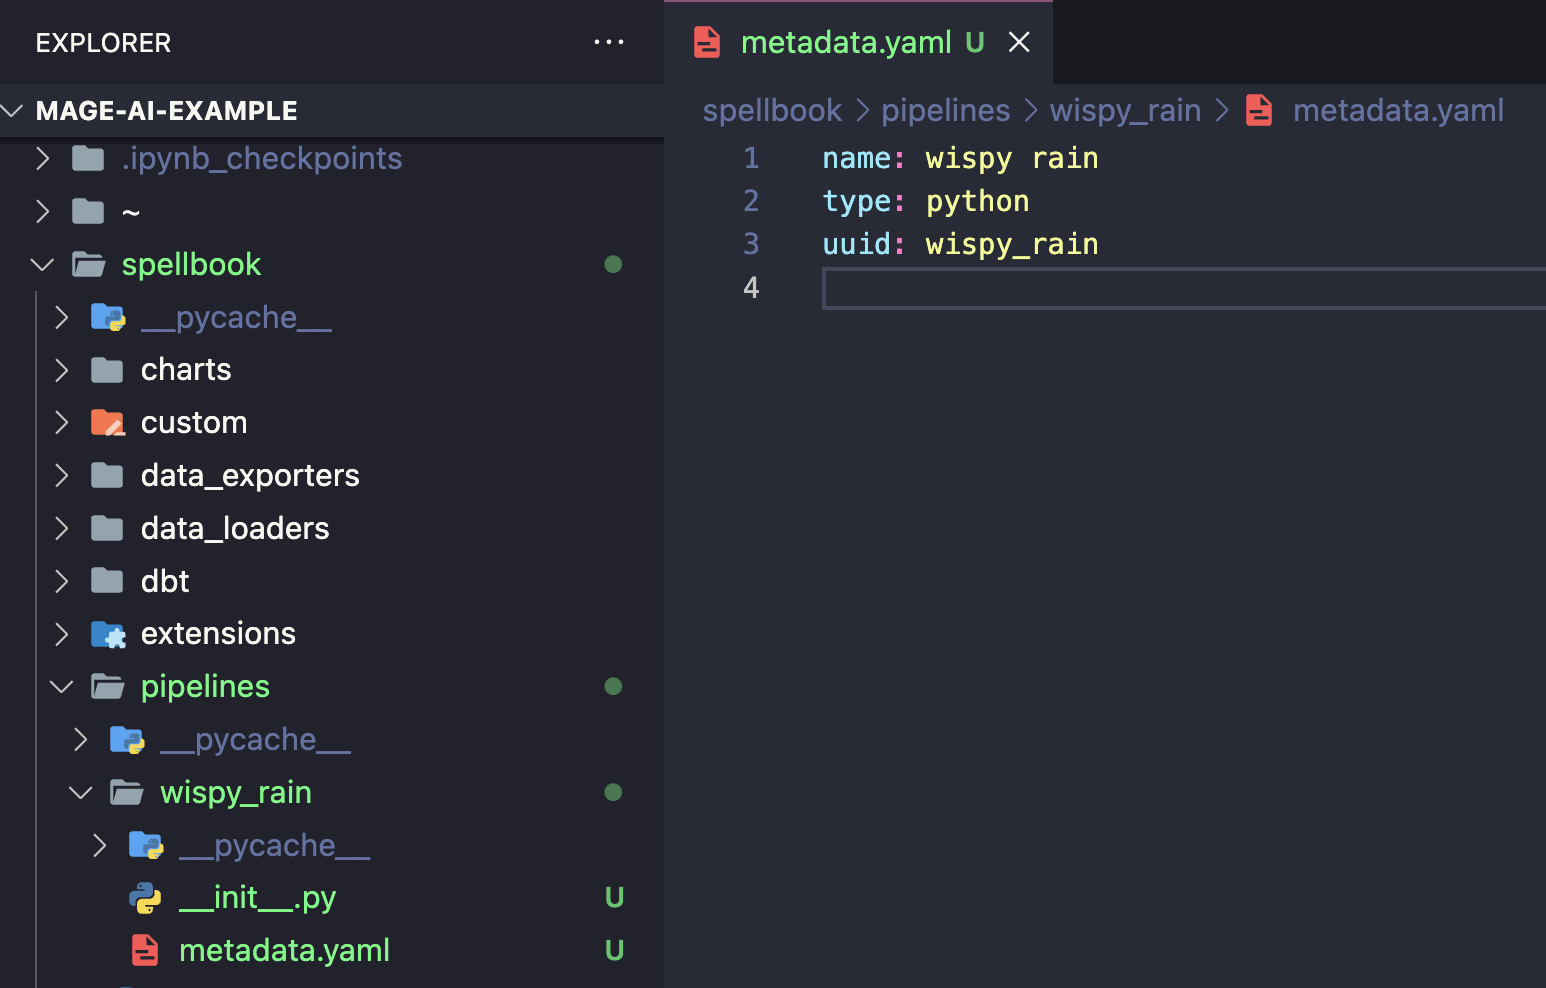 EXPLORER
MAGE-AI-EXAMPLE
.ipynb_checkpoints
~
spellbook
__pycache__
charts
custom
data_exporters
data_loaders
dbt
extensions
pipelines
__pycache__
wispy_rain
__pycache__
__init__.py U
metadata.yaml U
metadata.yaml U
spellbook > pipelines > wispy_rain > metadata.yaml
1 name: wispy rain
2 type: python
3 uuid: wispy_rain
4